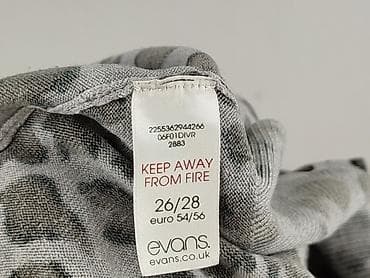 2255362944266
06F01DIVR
2883
KEEP AWAY
FROM FIRE
26/28
euro 54/56
evans.
evans.co.uk